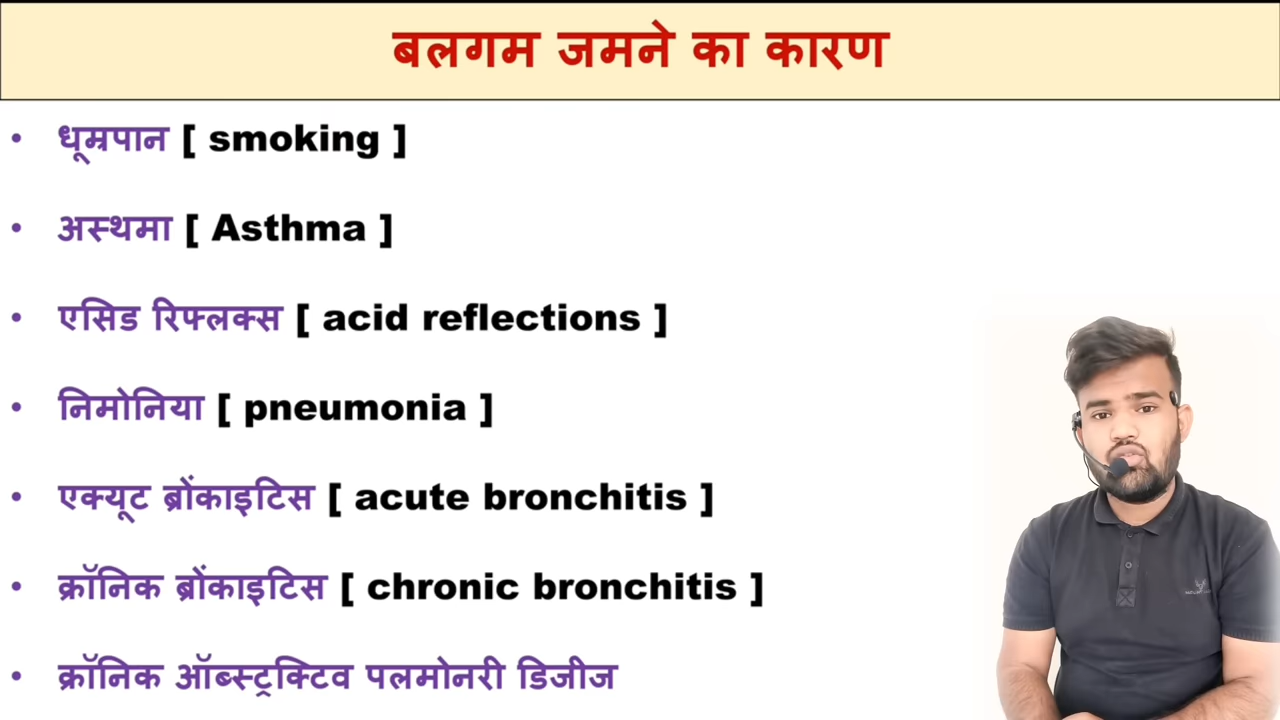 बलगम जमने का कारण
• धूम्रपान [ smoking ]
• अस्थमा [ Asthma ]
• एसिड रिफ्लक्स [ acid reflections ]
• निमोनिया [ pneumonia ]
• एक्यूट ब्रोंकाइटिस [ acute bronchitis ]
• क्रॉनिक ब्रोंकाइटिस [ chronic bronchitis ]
• क्रॉनिक ऑब्स्ट्रक्टिव पलमोनरी डिजीज